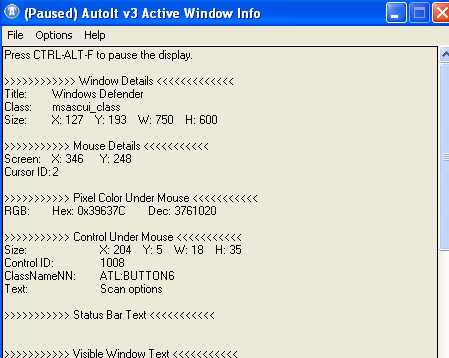 (Paused) AutoIt v3 Active Window Info
File Options Help
Press CTRL-ALT-F to pause the display.
>>>>>>>>>>> Window Details <<<<<<<<<<<<<
Title: Windows Defender
Class: msascui_class
Size: X: 127 Y: 193 W: 750 H: 600
>>>>>>>>>>> Mouse Details <<<<<<<<<<<
Screen: X: 346 Y: 248
Cursor ID: 2
>>>>>>>>>>> Pixel Color Under Mouse <<<<<<<<<<<
RGB: Hex: 0x39637C Dec: 3761020
>>>>>>>>>>> Control Under Mouse <<<<<<<<<<<
Size: X: 204 Y: 5 W: 18 H: 35
Control ID: 1008
ClassNameNN: ATL:BUTTON6
Text: Scan options
>>>>>>>>>>> Status Bar Text <<<<<<<<<<<
>>>>>>>>>>> Visible Window Text <<<<<<<<<<<